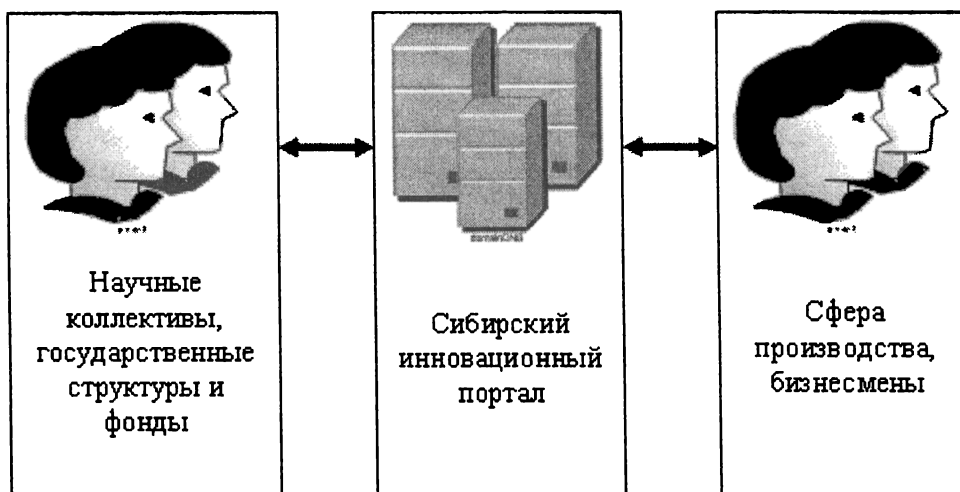 Научные
коллективы,
государственные
структуры и
фонды
Сибирский
инновационный
портал
Сфера
производства,
бизнесмены